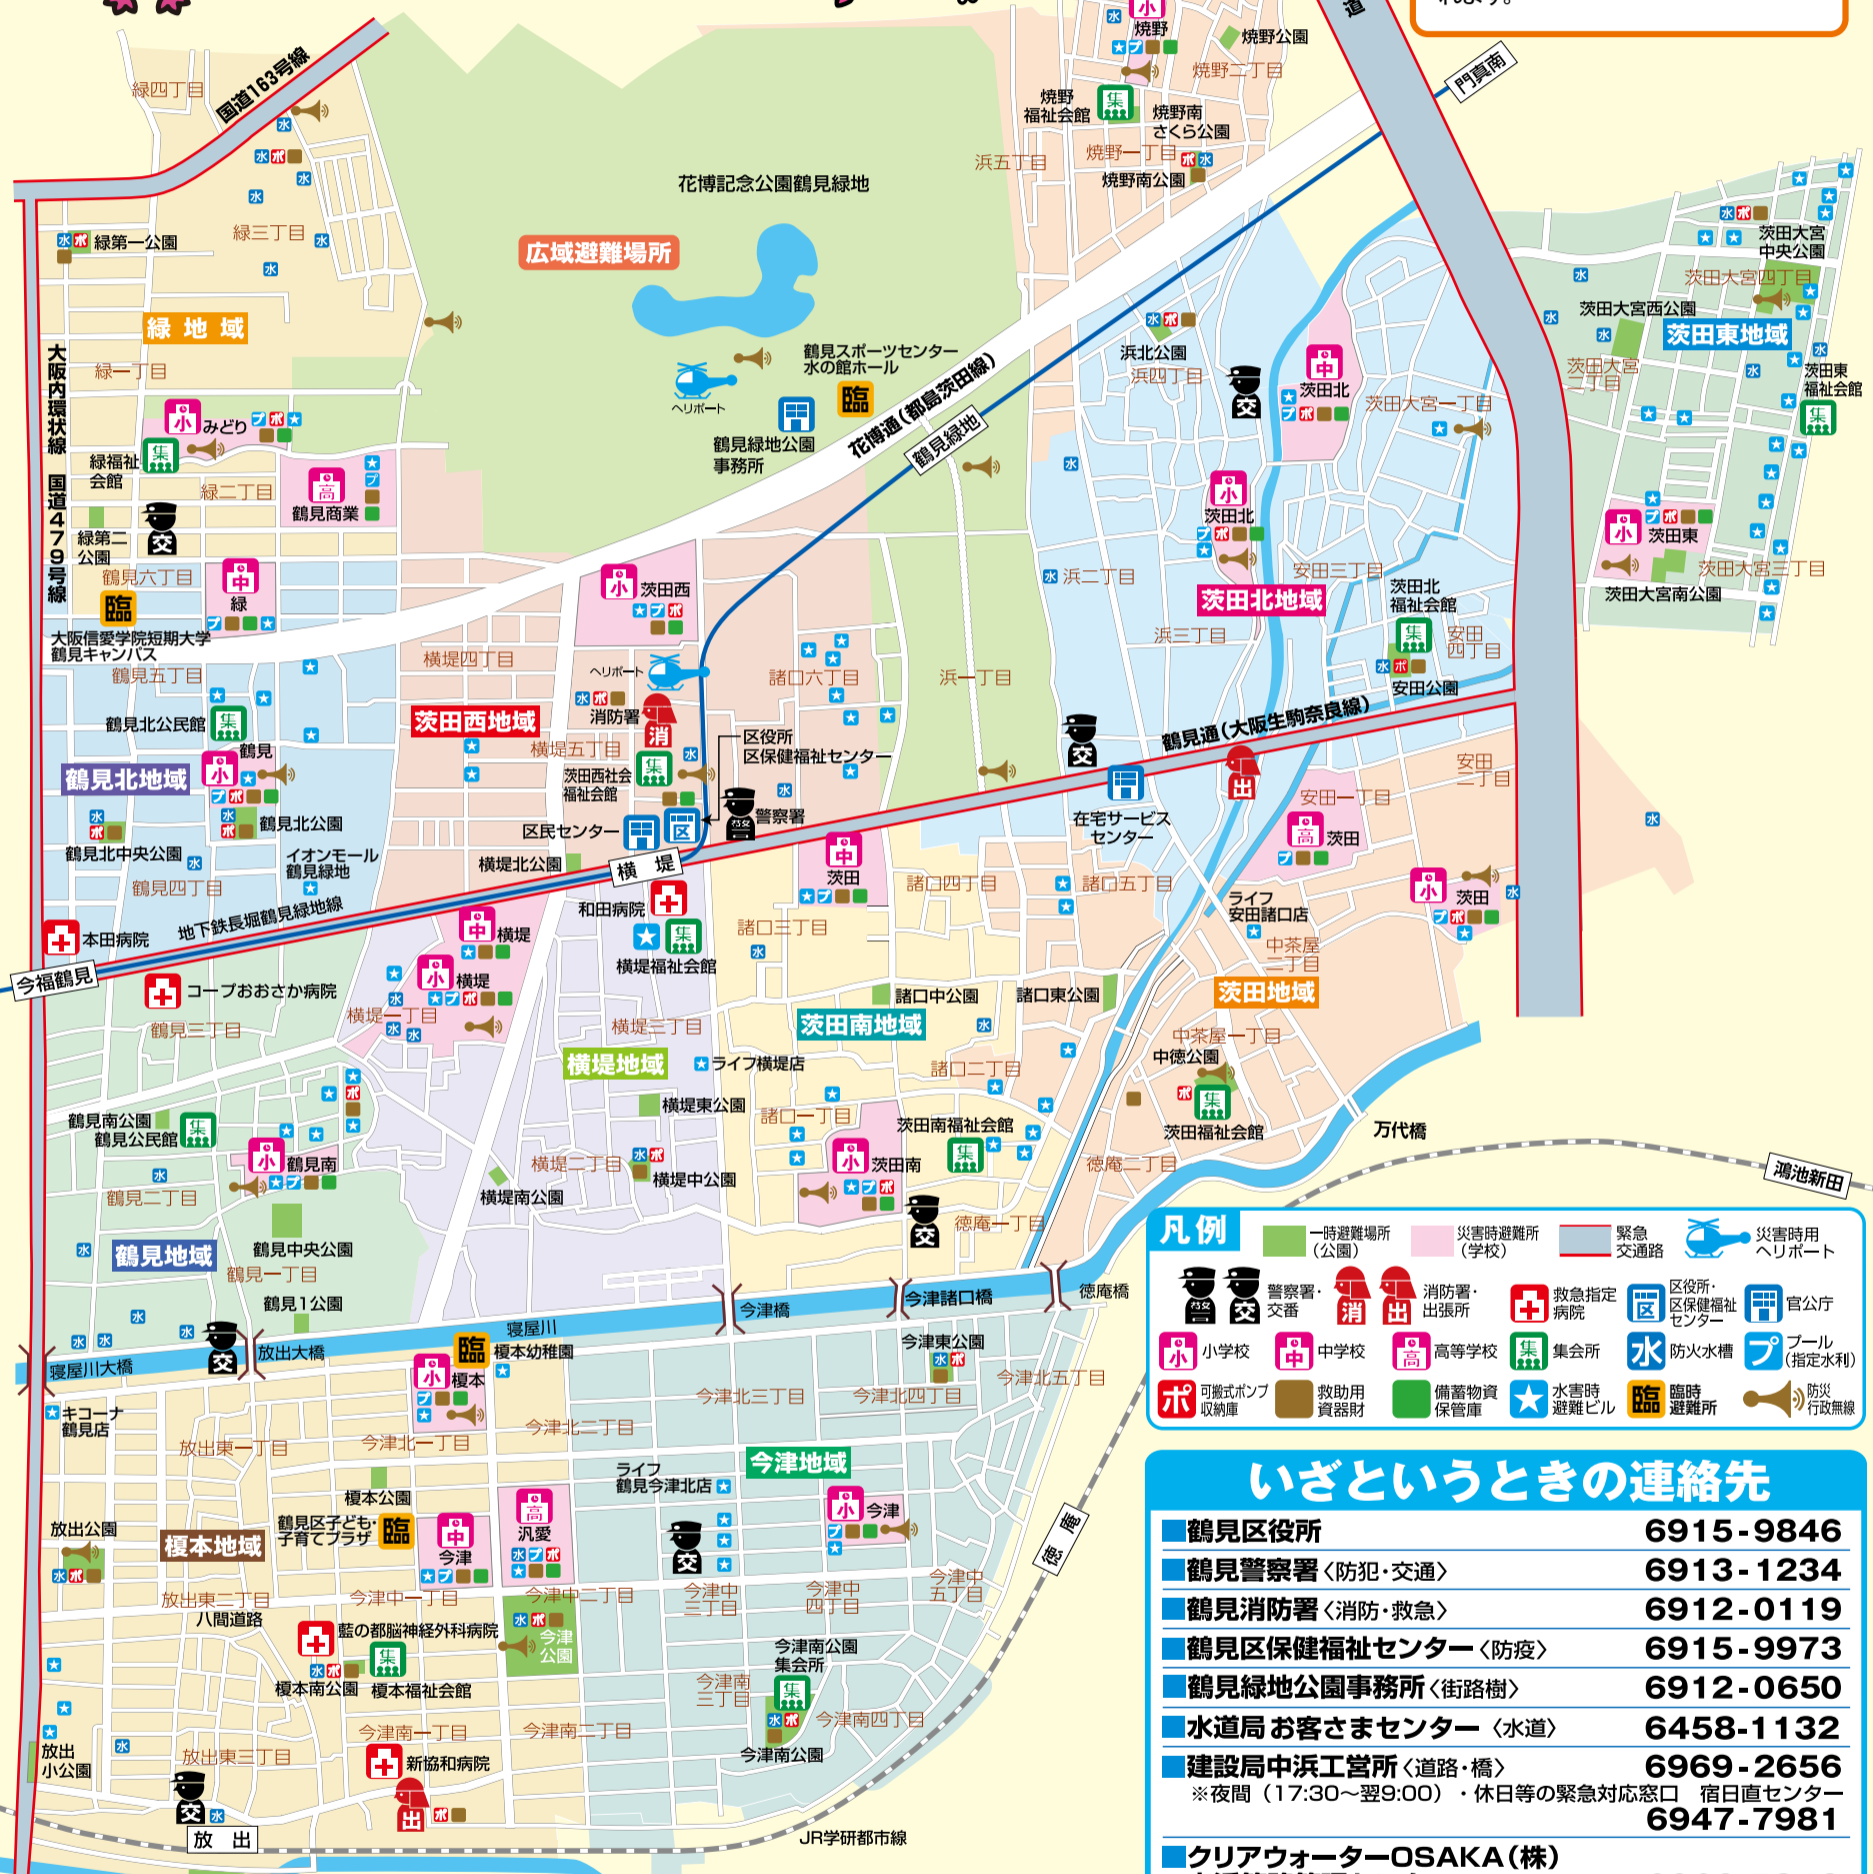 れます。
道
焼野
焼野公園
焼野二丁目
門真南
緑四丁目
国道163号線
焼野
福祉会館
焼野南
さくら公園
浜五丁目
焼野一丁目
焼野南公園
花博記念公園鶴見緑地
緑第一公園
緑三丁目
広域避難場所
茨田大宮
中央公園
茨田大宮四丁目
茨田大宮西公園
茨田東地域
緑地域
浜北公園
浜四丁目
茨田北
茨田大宮一丁目
茨田大宮
二丁目
茨田東
福祉会館
大阪内環状線 国道479号線
緑一丁目
鶴見スポーツセンター
水の館ホール
ヘリポート
鶴見緑地公園
事務所
花博通(都島茨田線)
鶴見緑地
みどり
緑福祉
会館
緑二丁目
鶴見商業
茨田北
茨田東
茨田大宮三丁目
茨田大宮南公園
緑第二
公園
鶴見六丁目
緑
大阪信愛学院短期大学
鶴見キャンパス
茨田西
浜二丁目
茨田北地域
安田三丁目
茨田北
福祉会館
安田
四丁目
安田公園
浜三丁目
鶴見五丁目
横堤四丁目
ヘリポート
諸口六丁目
浜一丁目
鶴見北公民館
茨田西地域
消防署
横堤五丁目
区役所
区保健福祉センター
鶴見通(大阪生駒奈良線)
鶴見
鶴見北地域
茨田西社会
福祉会館
安田
二丁目
安田一丁目
鶴見北公園
区民センター
警察署
在宅サービス
センター
茨田
鶴見北中央公園
イオンモール
鶴見緑地
横堤北公園
横堤
茨田
鶴見四丁目
諸口四丁目
諸口五丁目
茨田
ライフ
安田諸口店
地下鉄長堀鶴見緑地線
和田病院
本田病院
横堤
諸口三丁目
中茶屋
二丁目
横堤福祉会館
今福鶴見
コープおおさか病院
横堤
諸口中公園
諸口東公園
茨田地域
鶴見三丁目
横堤一丁目
横堤三丁目
茨田南地域
中茶屋一丁目
横堤地域
ライフ横堤店
諸口二丁目
中徳公園
横堤東公園
諸口一丁目
茨田南福祉会館
茨田福祉会館
万代橋
鶴見南公園
鶴見公民館
鶴見南
横堤二丁目
横堤中公園
茨田南
徳庵二丁目
鴻池新田
鶴見二丁目
横堤南公園
徳庵一丁目
鶴見地域
鶴見中央公園
鶴見一丁目
鶴見1公園
今津橋
今津諸口橋
徳庵橋
寝屋川
寝屋川大橋
放出大橋
榎本幼稚園
今津東公園
榎本
今津北三丁目
今津北四丁目
今津北五丁目
キコーナ
鶴見店
放出東一丁目
今津北一丁目
今津北二丁目
今津地域
ライフ
鶴見今津北店
榎本公園
今津
放出公園
榎本地域
鶴見区子ども・
子育てプラザ
今津
汎愛
徳庵
放出東二丁目
今津中一丁目
今津中二丁目
今津中
三丁目
今津中
四丁目
今津中
五丁目
八間道路
藍の都脳神経外科病院
今津
公園
今津南公園
集会所
榎本南公園
榎本福祉会館
今津南
三丁目
今津南四丁目
今津南一丁目
今津南二丁目
今津南公園
放出
小公園
放出東三丁目
新協和病院
放出
JR学研都市線
凡例
一時避難場所
(公園)
災害時避難所
(学校)
緊急
交通路
災害時用
ヘリポート
警察署・
交番
消防署・
出張所
救急指定
病院
区役所・
区保健福祉
センター
官公庁
小 小学校
中 中学校
高 高等学校
集 集会所
水 防火水槽
プ プール
(指定水利)
ポ 可搬式ポンプ
収納庫
救助用
資器財
備蓄物資
保管庫
水害時
避難ビル
臨 臨時
避難所
防災
行政無線
いざというときの連絡先
■鶴見区役所 6915-9846
■鶴見警察署〈防犯・交通〉 6913-1234
■鶴見消防署〈消防・救急〉 6912-0119
■鶴見区保健福祉センター〈防疫〉 6915-9973
■鶴見緑地公園事務所〈街路樹〉 6912-0650
■水道局お客さまセンター〈水道〉 6458-1132
■建設局中浜工営所〈道路・橋〉 6969-2656
※夜間（17:30～翌9:00）・休日等の緊急対応窓口 宿日直センター
6947-7981
■クリアウォーターOSAKA(株)